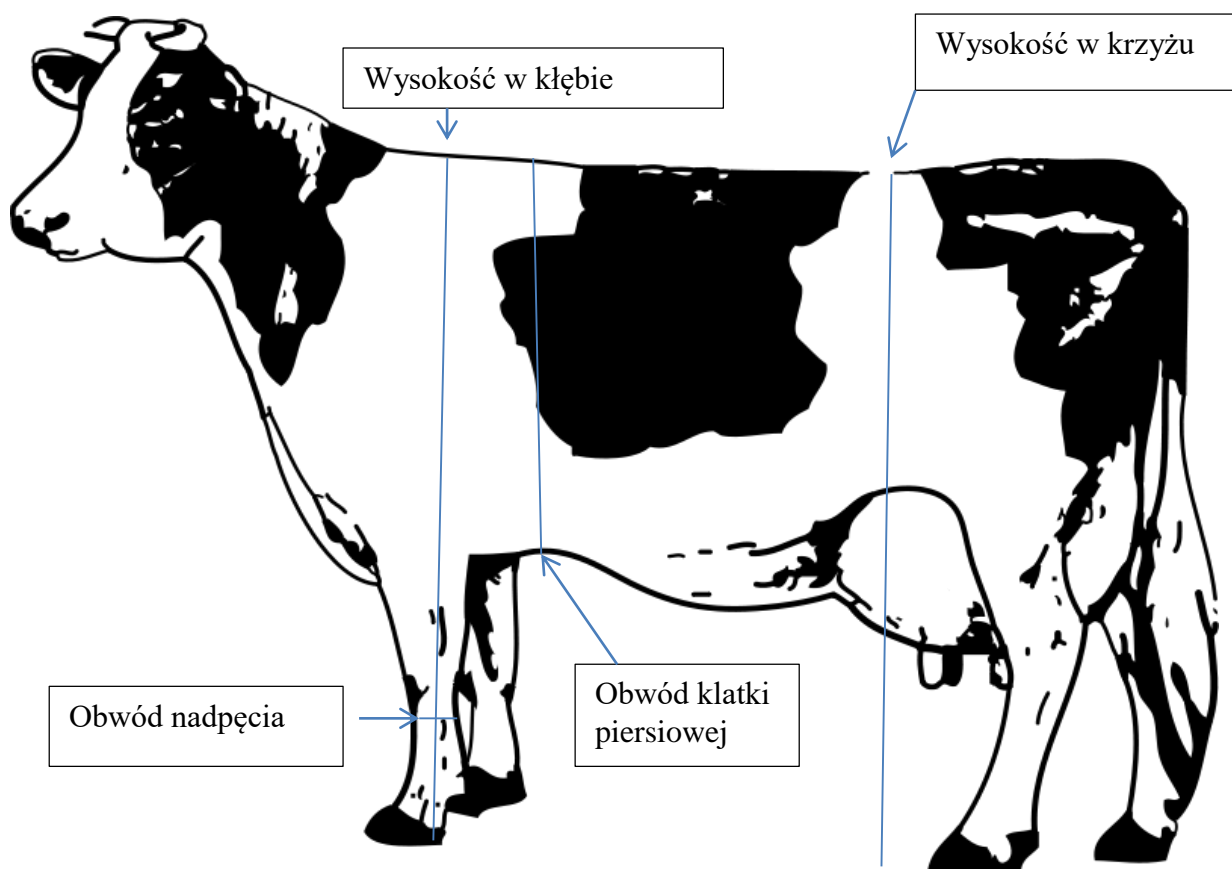 Wysokość w krzyżu
Wysokość w kłębie
Obwód nadpęcia
Obwód klatki
piersiowej